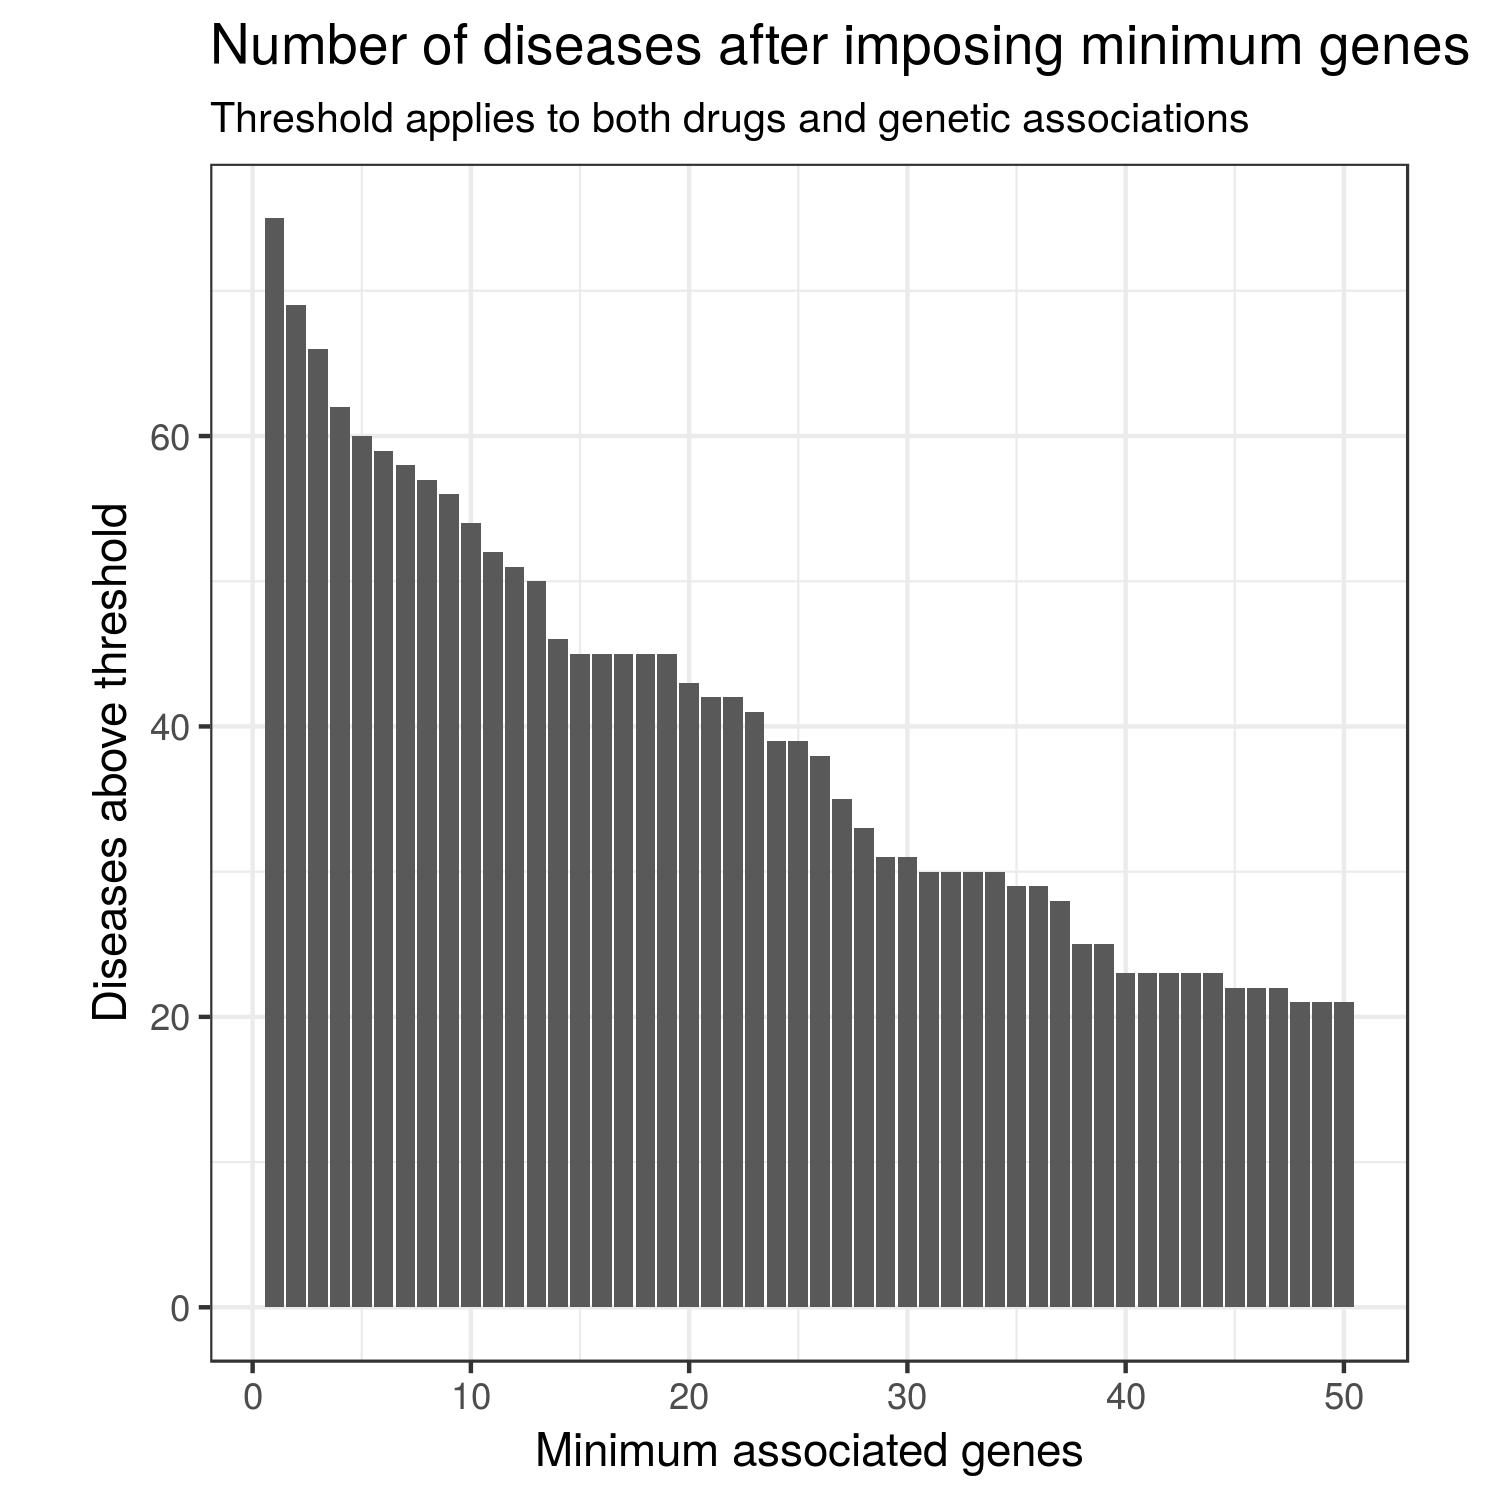 Number of diseases after imposing minimum genes
Threshold applies to both drugs and genetic associations
Diseases above threshold
60
40
20
0
0 10 20 30 40 50
Minimum associated genes